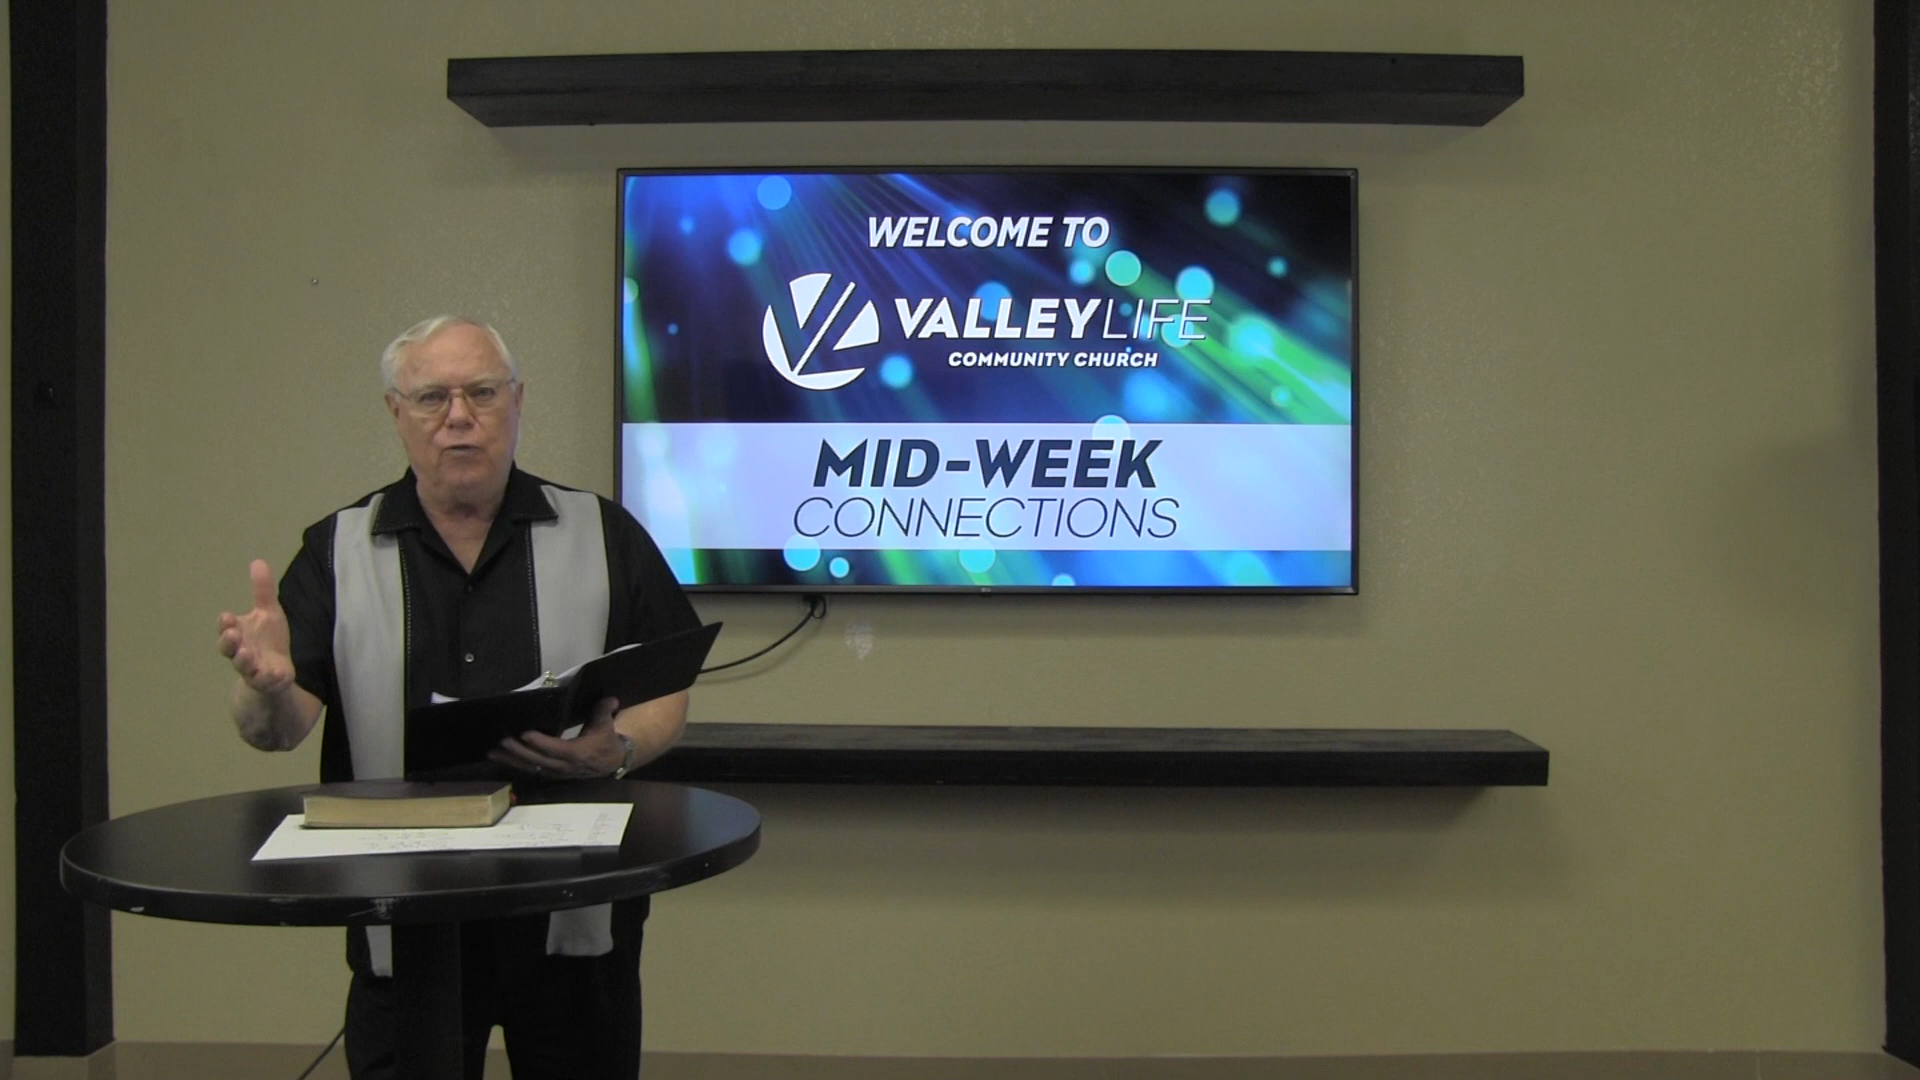 WELCOME TO
VALLEYLIFE
COMMUNITY CHURCH
MID-WEEK
CONNECTIONS